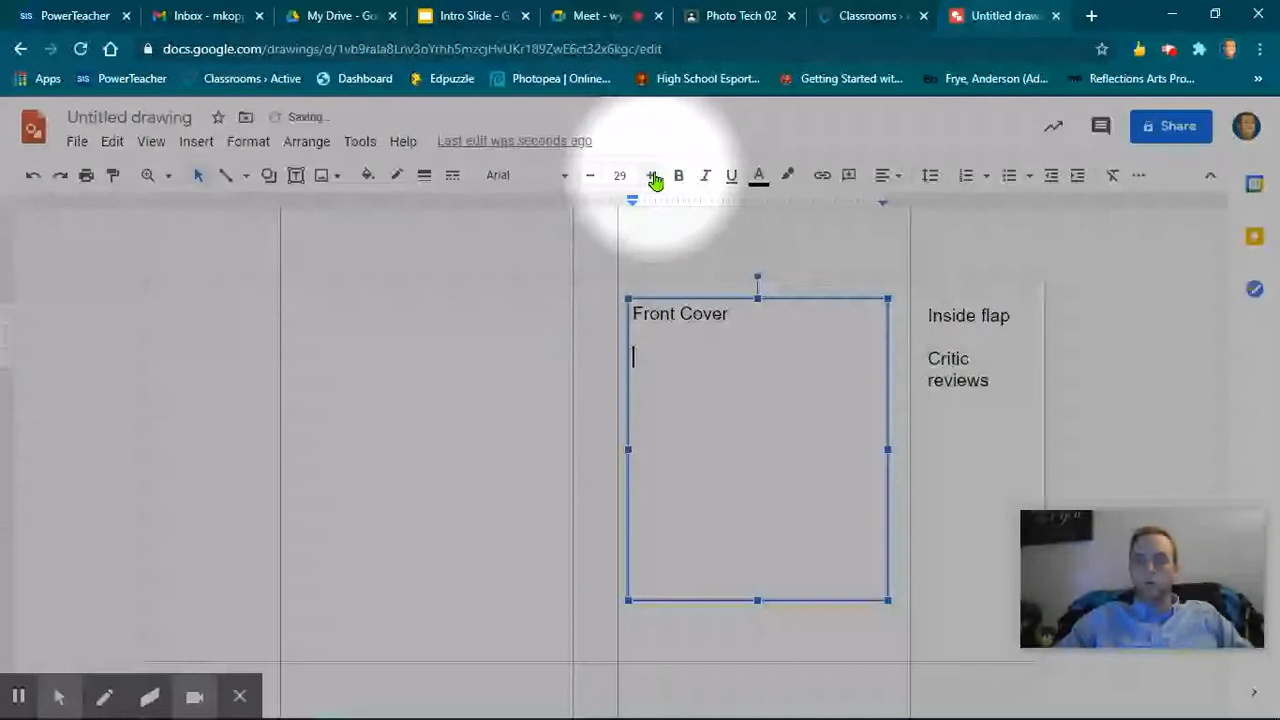 PowerTeacher
Inbox - mkop
My Drive - Go
Intro Slide - G
Meet - wy
Photo Tech 02
Classrooms › A
Untitled draw
docs.google.com/drawings/d/1vb9raIa8Lnv3oYrhh5mzgHvUKr189ZwE6ct32x6kgc/edit
Apps
SIS PowerTeacher
Classrooms › Active
Dashboard
Edpuzzle
Photopea | Online...
High School Esport...
Getting Started wit...
Frye, Anderson (Ad...
Reflections Arts Pro...
Untitled drawing
Saving...
Share
File Edit View Insert Format Arrange Tools Help
Last edit was seconds ago
Arial
29
Front Cover
Inside flap
Critic
reviews